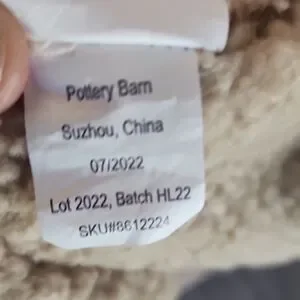 Pottery Barn
Suzhou, China
07/2022
Lot 2022, Batch HL22
SKU#8612224